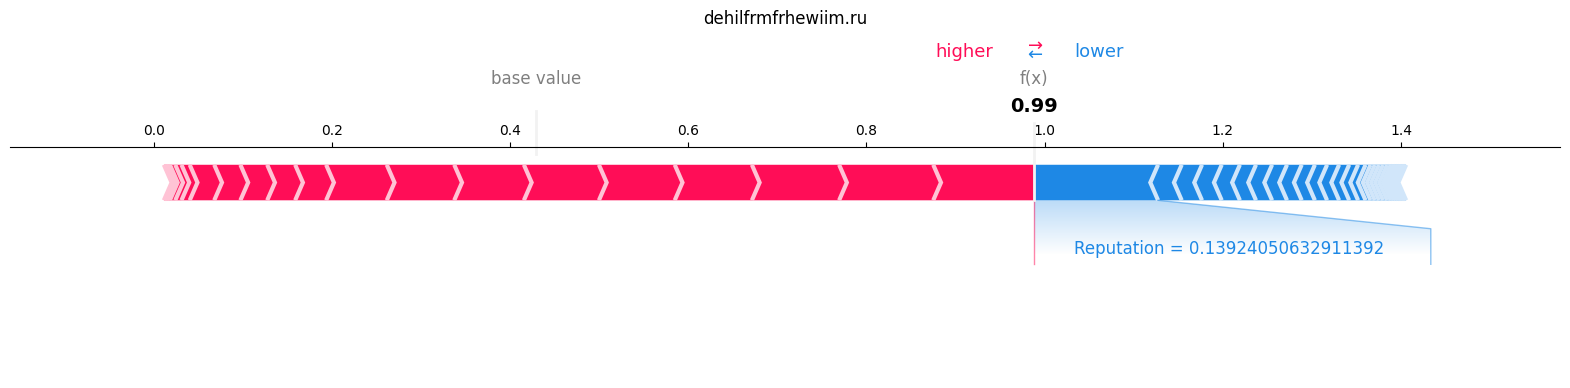 dehilfrmfrhewiim.ru
higher → ← lower
base value f(x)
0.99
0.0 0.2 0.4 0.6 0.8 1.0 1.2 1.4
Reputation = 0.13924050632911392